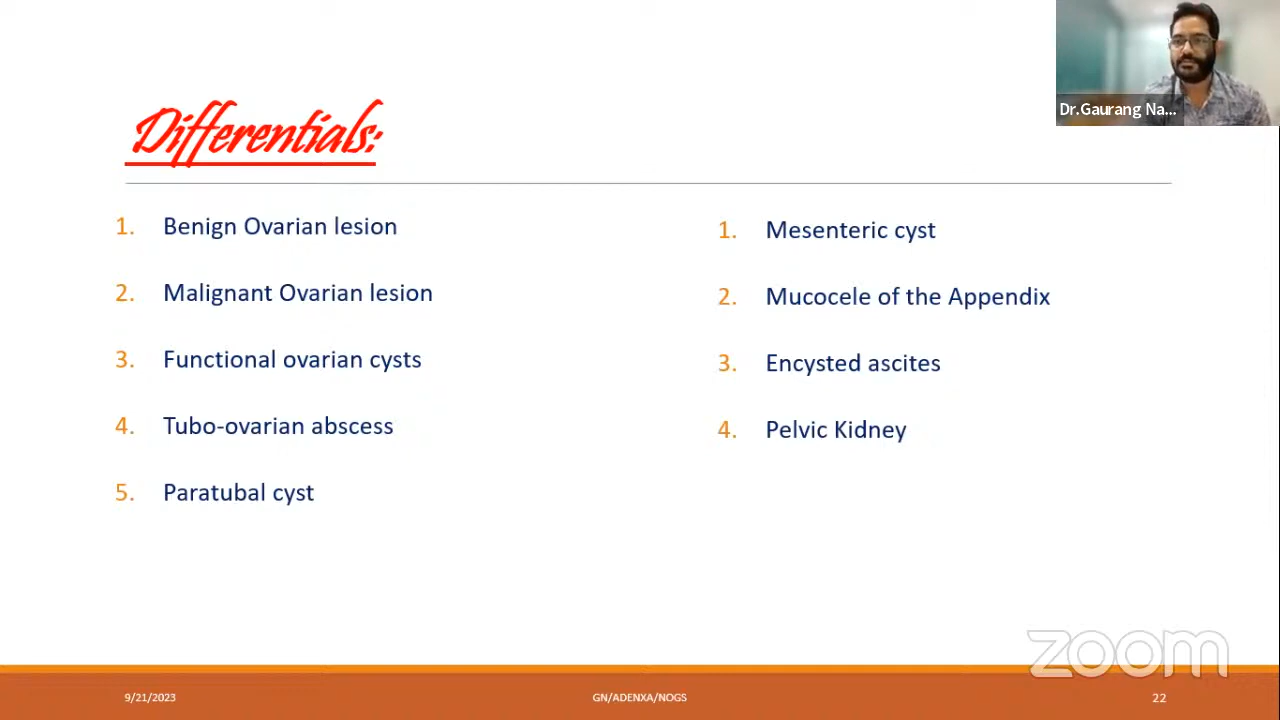 Dr.Gaurang Na...
Differentials:
1. Benign Ovarian lesion
2. Malignant Ovarian lesion
3. Functional ovarian cysts
4. Tubo-ovarian abscess
5. Paratubal cyst
1. Mesenteric cyst
2. Mucocele of the Appendix
3. Encysted ascites
4. Pelvic Kidney
zoom
9/21/2023
GN/ADENXA/NOGS
22